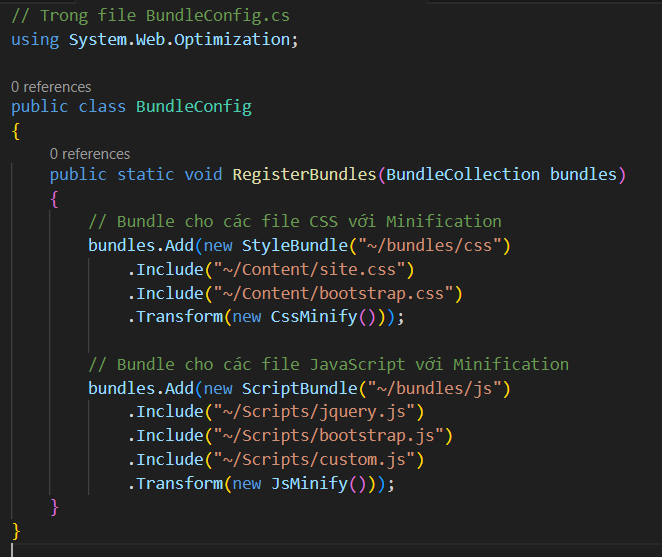 // Trong file BundleConfig.cs
using System.Web.Optimization;
0 references
public class BundleConfig
{
0 references
public static void RegisterBundles(BundleCollection bundles)
{
// Bundle cho các file CSS với Minification
bundles.Add(new StyleBundle("~/bundles/css")
.Include("~/Content/site.css")
.Include("~/Content/bootstrap.css")
.Transform(new CssMinify()));
// Bundle cho các file JavaScript với Minification
bundles.Add(new ScriptBundle("~/bundles/js")
.Include("~/Scripts/jquery.js")
.Include("~/Scripts/bootstrap.js")
.Include("~/Scripts/custom.js")
.Transform(new JsMinify()));
}
}